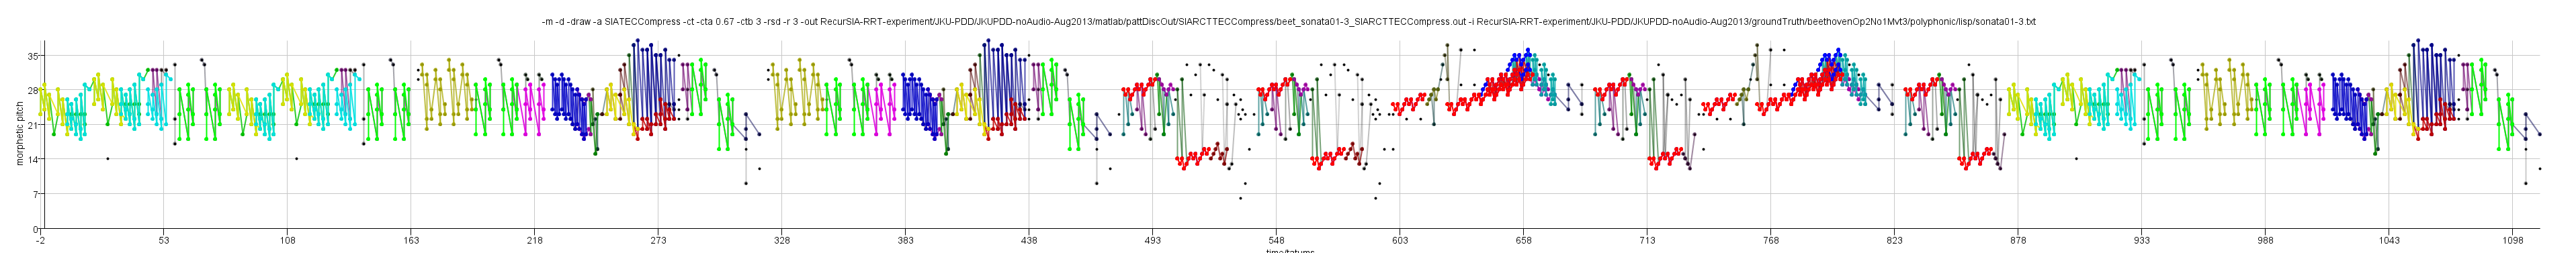 -m -d -draw -a SIATECCompress -ct -cta 0.67 -ctb 3 -rsd -r 3 -out RecurSIA-RRT-experiment/JKU-PDD/JKUPDD-noAudio-Aug2013/matlab/pattDiscOut/SIARCTTECCompress/beet_sonata01-3_SIARCTTECCompress.out -i RecurSIA-RRT-experiment/JKU-PDD/JKUPDD-noAudio-Aug2013/groundTruth/beethovenOp2No1Mvt3/polyphonic/lisp/sonata01-3.txt
morphetic pitch
35
28
21
14
7
0
-2 53 108 163 218 273 328 383 438 493 548 603 658 713 768 823 878 933 988 1043 1098
time/tatums